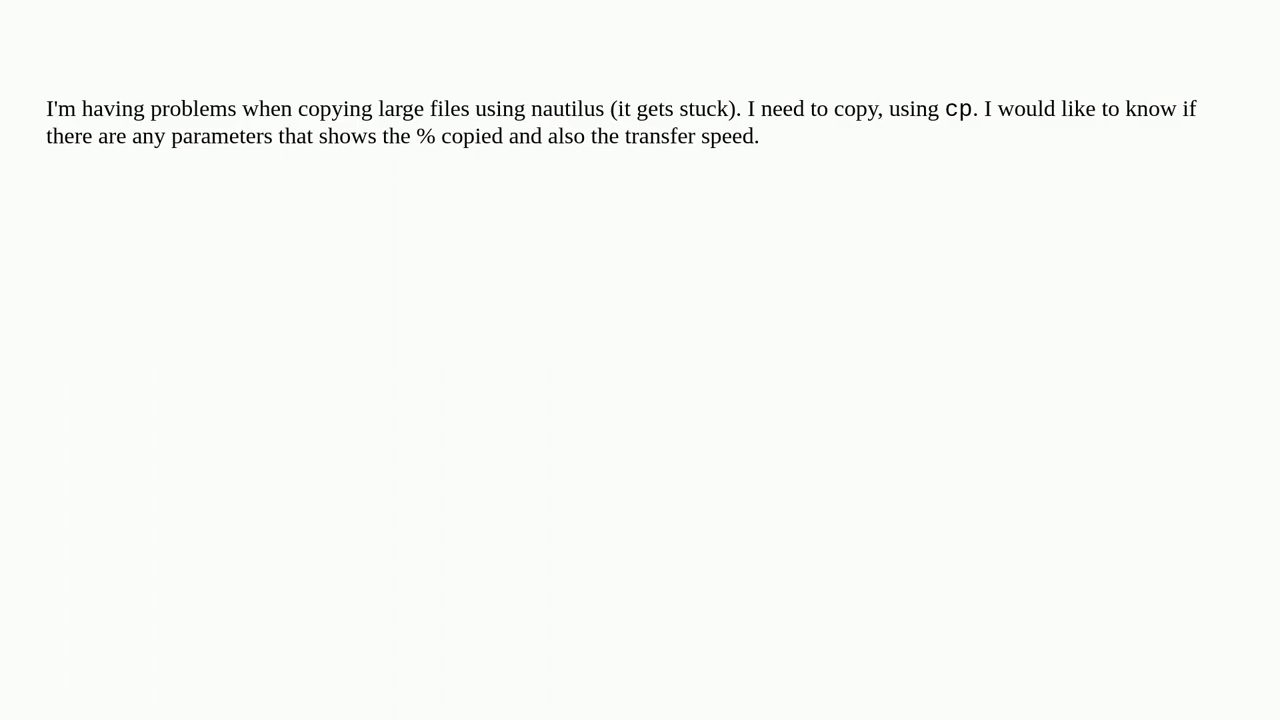 I'm having problems when copying large files using nautilus (it gets stuck). I need to copy, using cp. I would like to know if
there are any parameters that shows the % copied and also the transfer speed.